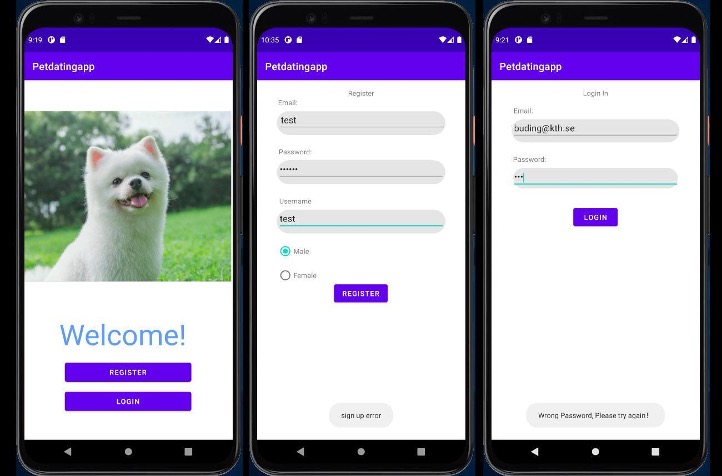 9:19
Petdatingapp
Welcome!
REGISTER
LOGIN
10:35
Petdatingapp
Register
Email:
test
Password:
••••••
Username
test
Male
Female
REGISTER
sign up error
9:21
Petdatingapp
Login In
Email:
buding@kth.se
Password:
•••
LOGIN
Wrong Password, Please try again!